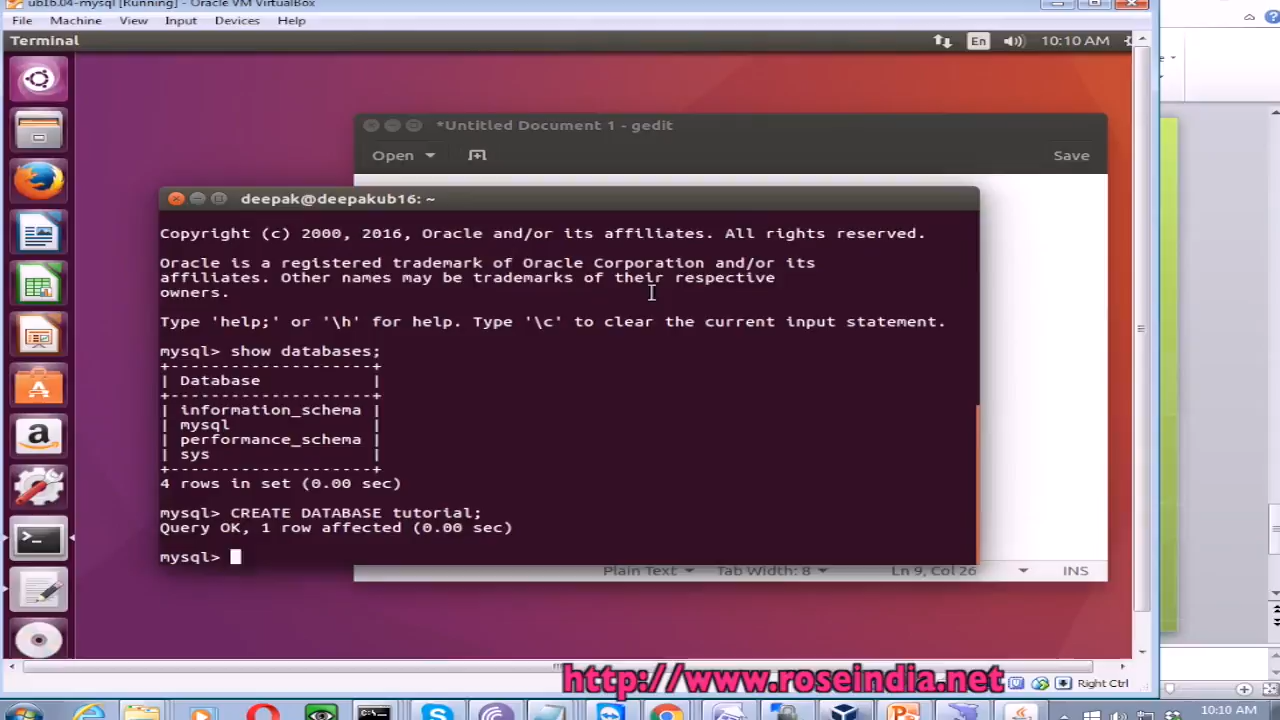 ub16.04-mysql [Running] - Oracle VM VirtualBox
File Machine View Input Devices Help
Terminal En 10:10 AM
*Untitled Document 1 - gedit
Open Save
deepak@deepakub16: ~
Copyright (c) 2000, 2016, Oracle and/or its affiliates. All rights reserved.
Oracle is a registered trademark of Oracle Corporation and/or its
affiliates. Other names may be trademarks of their respective
owners.
Type 'help;' or '\h' for help. Type '\c' to clear the current input statement.
mysql> show databases;
+--------------------+
| Database           |
+--------------------+
| information_schema |
| mysql              |
| performance_schema |
| sys                |
+--------------------+
4 rows in set (0.00 sec)
mysql> CREATE DATABASE tutorial;
Query OK, 1 row affected (0.00 sec)
mysql>
Plain Text Tab Width: 8 Ln 9, Col 26 INS
http://www.roseindia.net
Right Ctrl
10:10 AM